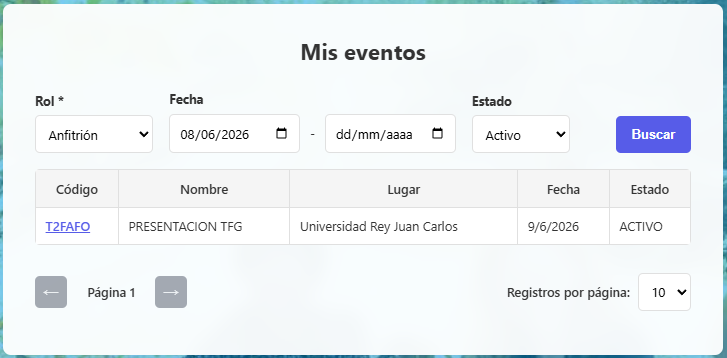 Mis eventos
Rol * Fecha Estado
Anfitrión 08/06/2026 - dd/mm/aaaa Activo Buscar
Código Nombre Lugar Fecha Estado
T2FAFO PRESENTACION TFG Universidad Rey Juan Carlos 9/6/2026 ACTIVO
← Página 1 → Registros por página: 10